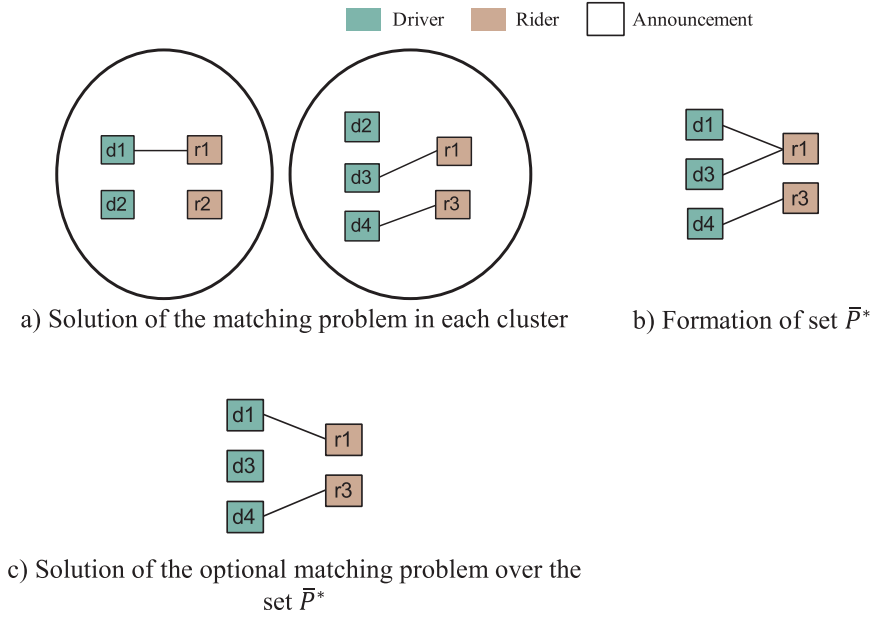 Driver Rider Announcement
d1 r1
d2 r2
d2
d3 r1
d4 r3
a) Solution of the matching problem in each cluster
d1
d3 r1
d4 r3
b) Formation of set P̄*
d1
d3 r1
d4 r3
c) Solution of the optional matching problem over the
set P̄*